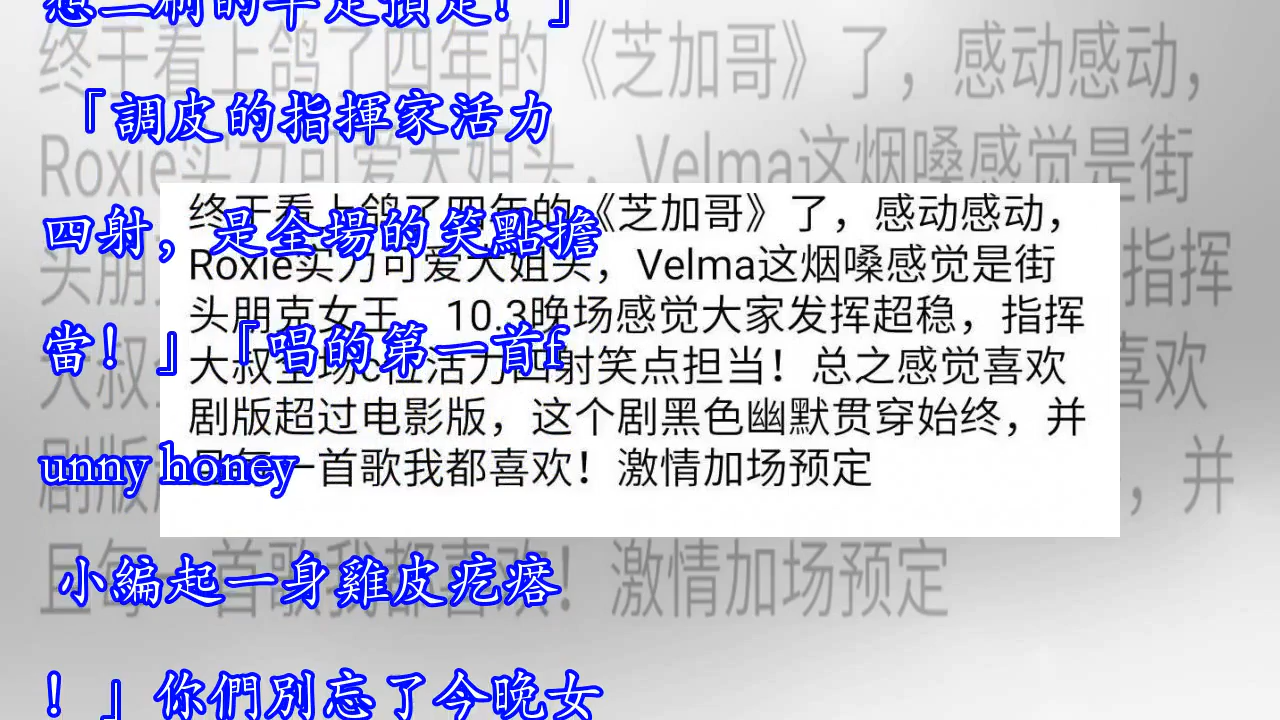 想二刷的年走預定！」
「調皮的指揮家活力
四射，是全場的笑點擔
當！」「唱的第一首f
unny honey
小編起一身雞皮疙瘩
！」你們別忘了今晚女
终于看上鸽了四年的《芝加哥》了，感动感动，
Roxie实力可爱大姐头，Velma这烟嗓感觉是街
头朋克女王 10.3晚场感觉大家发挥超稳，指挥
大叔全场c位活力四射笑点担当！总之感觉喜欢
剧版超过电影版，这个剧黑色幽默贯穿始终，并
且每一首歌我都喜欢！激情加场预定